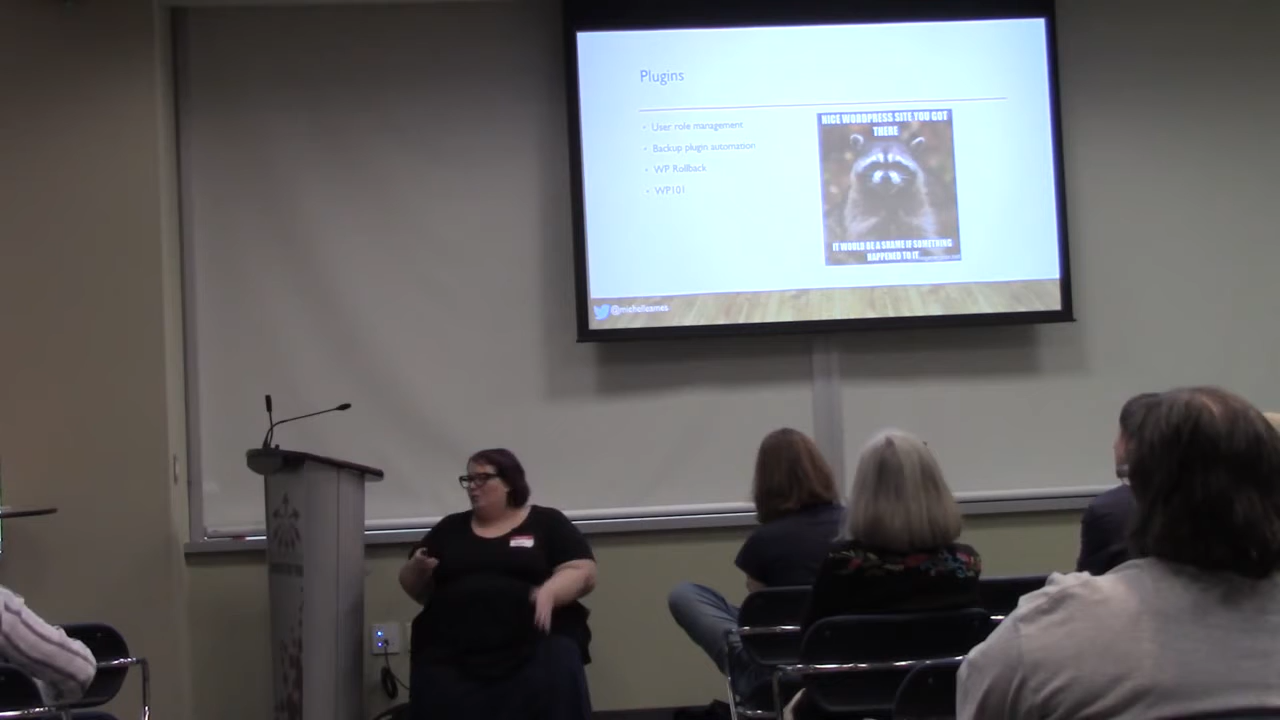 Plugins
• User role management
• Backup plugin automation
• WP Rollback
• WP101
NICE WORDPRESS SITE YOU GOT
THERE
IT WOULD BE A SHAME IF SOMETHING
HAPPENED TO IT
@michelleames